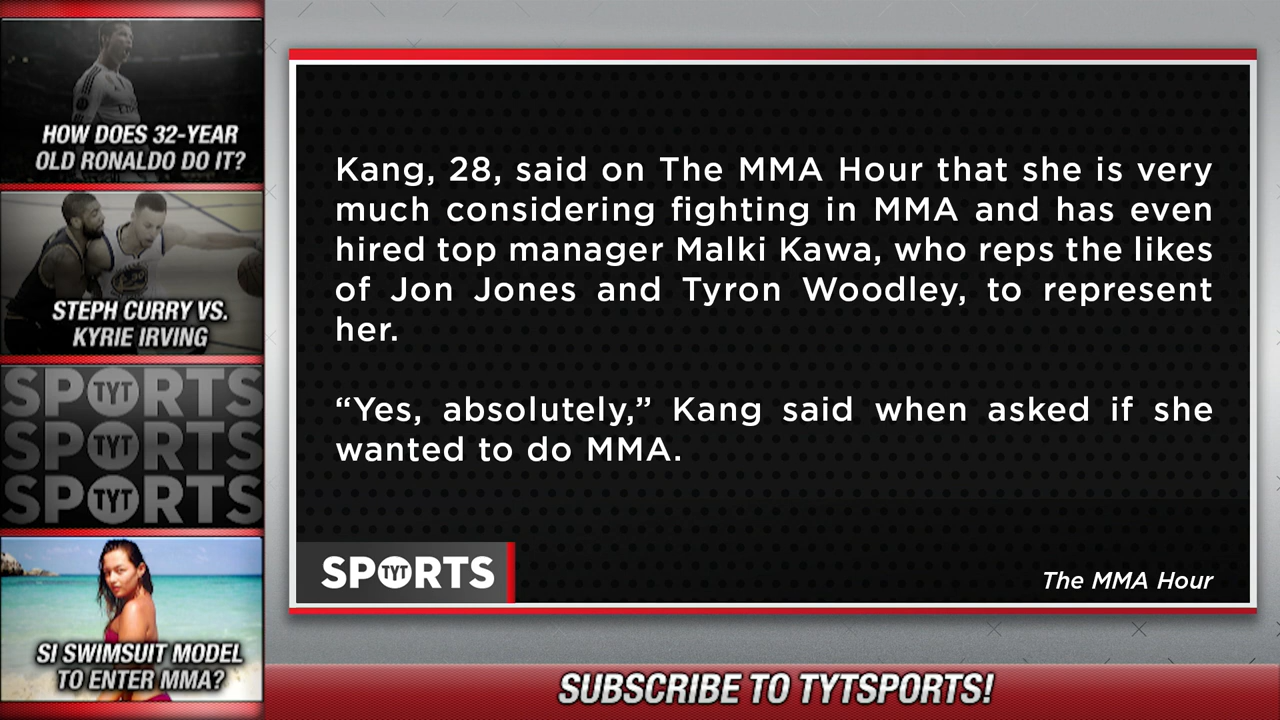 HOW DOES 32-YEAR
OLD RONALDO DO IT?
STEPH CURRY VS.
KYRIE IRVING
SPORTS
TYT
SPORTS
TYT
SPORTS
TYT
SI SWIMSUIT MODEL
TO ENTER MMA?
Kang, 28, said on The MMA Hour that she is very
much considering fighting in MMA and has even
hired top manager Malki Kawa, who reps the likes
of Jon Jones and Tyron Woodley, to represent
her.
“Yes, absolutely,” Kang said when asked if she
wanted to do MMA.
SPORTS
TYT
The MMA Hour
SUBSCRIBE TO TYTSPORTS!